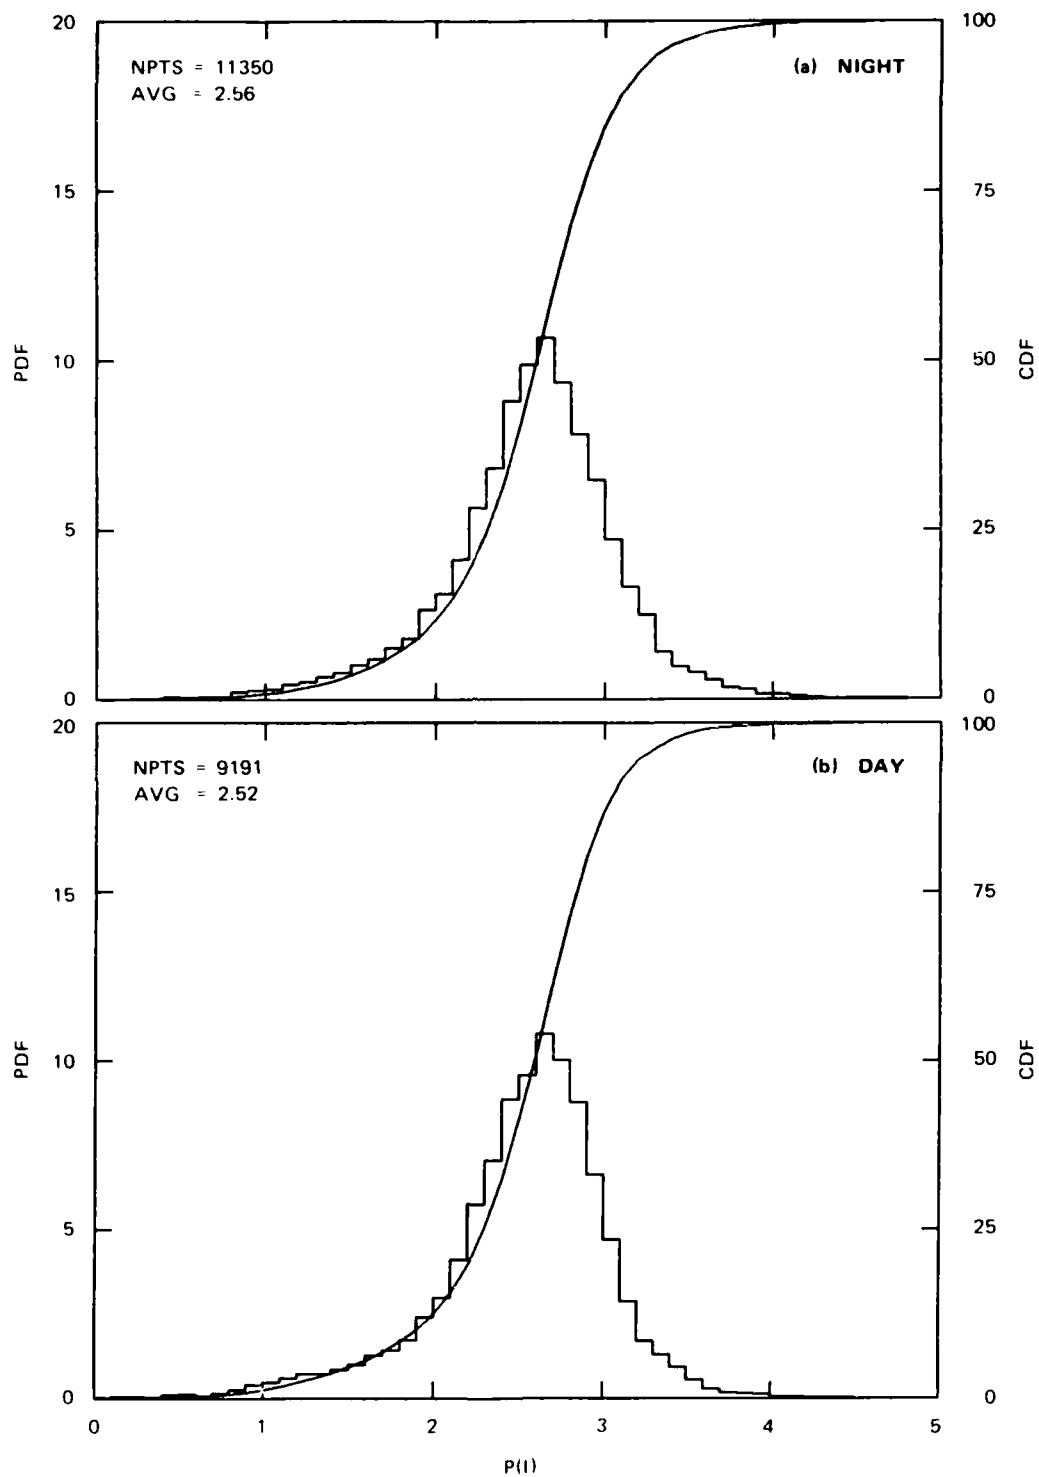 20
15
10
5
0
PDF
NPTS = 11350
AVG = 2.56
(a) NIGHT
100
75
50
25
0
CDF
20
15
10
5
0
PDF
NPTS = 9191
AVG = 2.52
(b) DAY
100
75
50
25
0
CDF
0 1 2 3 4 5
P(I)